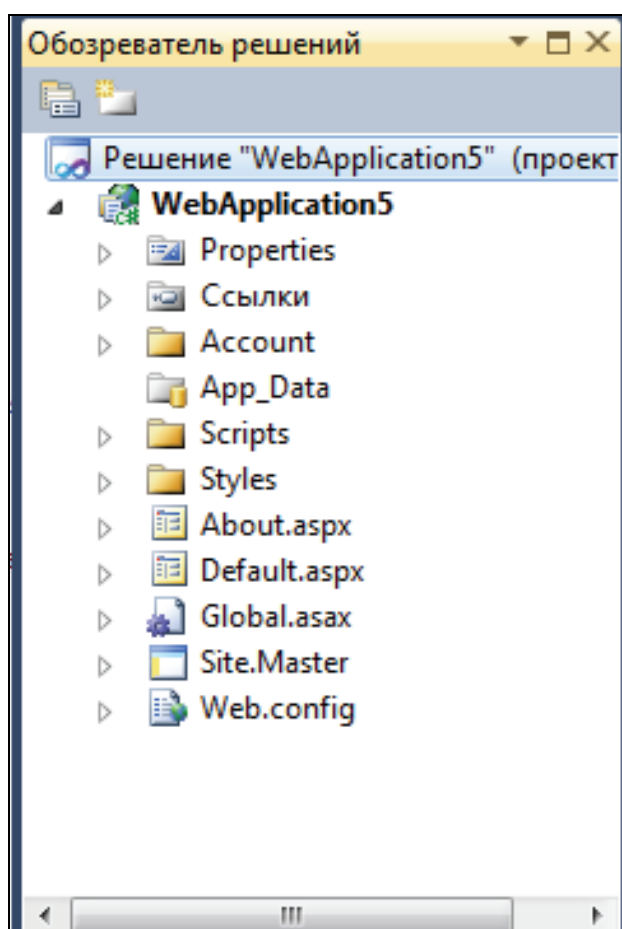 Обозреватель решений
Решение "WebApplication5" (проект
WebApplication5
Properties
Ссылки
Account
App_Data
Scripts
Styles
About.aspx
Default.aspx
Global.asax
Site.Master
Web.config